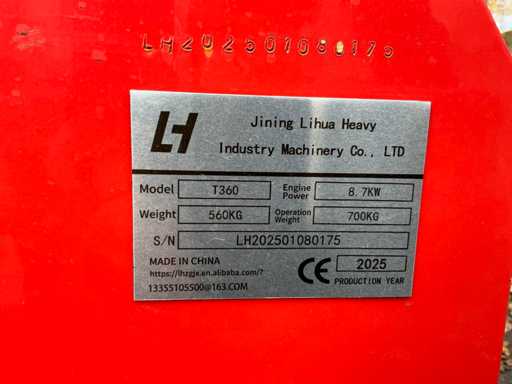 LH202501080175
LH
Jining Lihua Heavy
Industry Machinery Co., LTD
Model T360 Engine Power 8.7KW
Weight 560KG Operation Weight 700KG
S/N LH202501080175
MADE IN CHINA
https://lhzgjx.en.alibaba.com/?
13355105500@163.COM
CE 2025
PRODUCTION YEAR